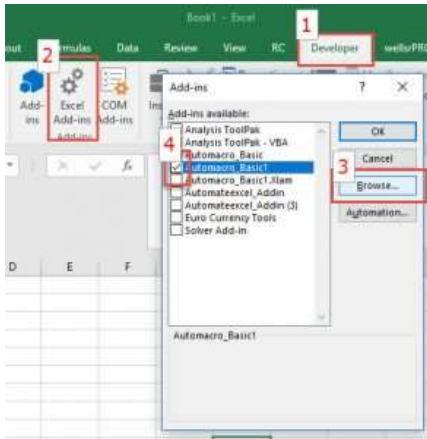 Book1 - Excel
1
out
2
rmulas
Data
Review
View
RC
Developer
wellsrPRO
Add-
ins
Excel
Add-ins
COM
Add-ins
Ins
Add-ins
fx
D
E
F
Add-ins
?
×
Add-ins available:
Analysis ToolPak
Analysis ToolPak - VBA
Automacro_Basic
Automacro_Basic1
Automacro_Basic1.Xlam
Automateexcel_Addin
Automateexcel_Addin (3)
Euro Currency Tools
Solver Add-in
4
OK
Cancel
3
Browse...
Automation...
Automacro_Basic1